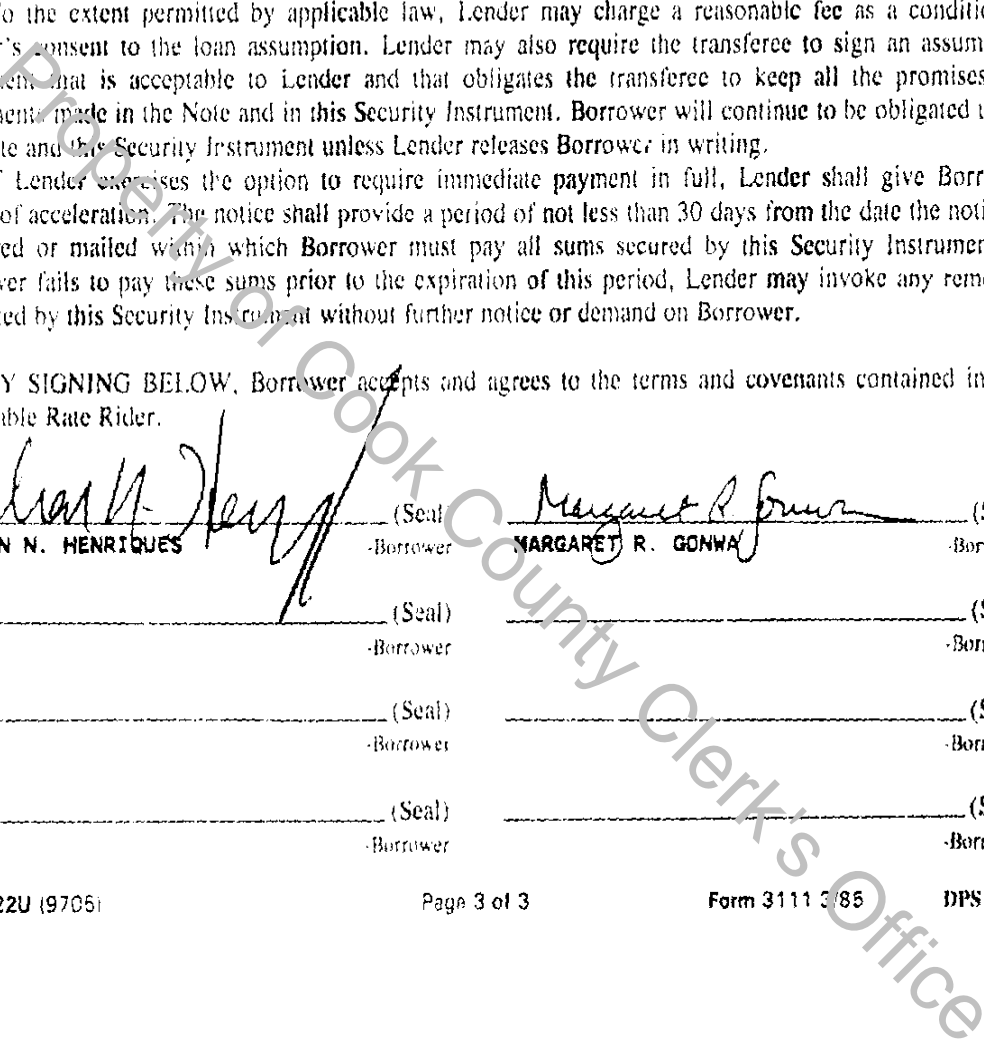 o the extent permitted by applicable law, Lender may charge a reasonable fee as a conditio
r's consent to the loan assumption. Lender may also require the transferee to sign an assum
ent that is acceptable to Lender and that obligates the transferee to keep all the promises
nents made in the Note and in this Security Instrument. Borrower will continue to be obligated u
te and this Security Instrument unless Lender releases Borrower in writing.
f Lender exercises the option to require immediate payment in full, Lender shall give Borr
of acceleration. The notice shall provide a period of not less than 30 days from the date the noti
red or mailed within which Borrower must pay all sums secured by this Security Instrumen
ver fails to pay these sums prior to the expiration of this period, Lender may invoke any reme
ted by this Security Instrument without further notice or demand on Borrower.
Y SIGNING BELOW, Borrower accepts and agrees to the terms and covenants contained in
able Rate Rider.
(Seal (S
N N. HENRIQUES -Borrower MARGARET R. GONWA -Bor
Margaret R Gonwa
(Seal) (S
-Borrower -Bor
(Seal) (S
-Borrower -Bor
(Seal) (S
-Borrower -Bor
22U (9705) Page 3 of 3 Form 3111 3/85 DPS
Property of Cook County Clerk's Office